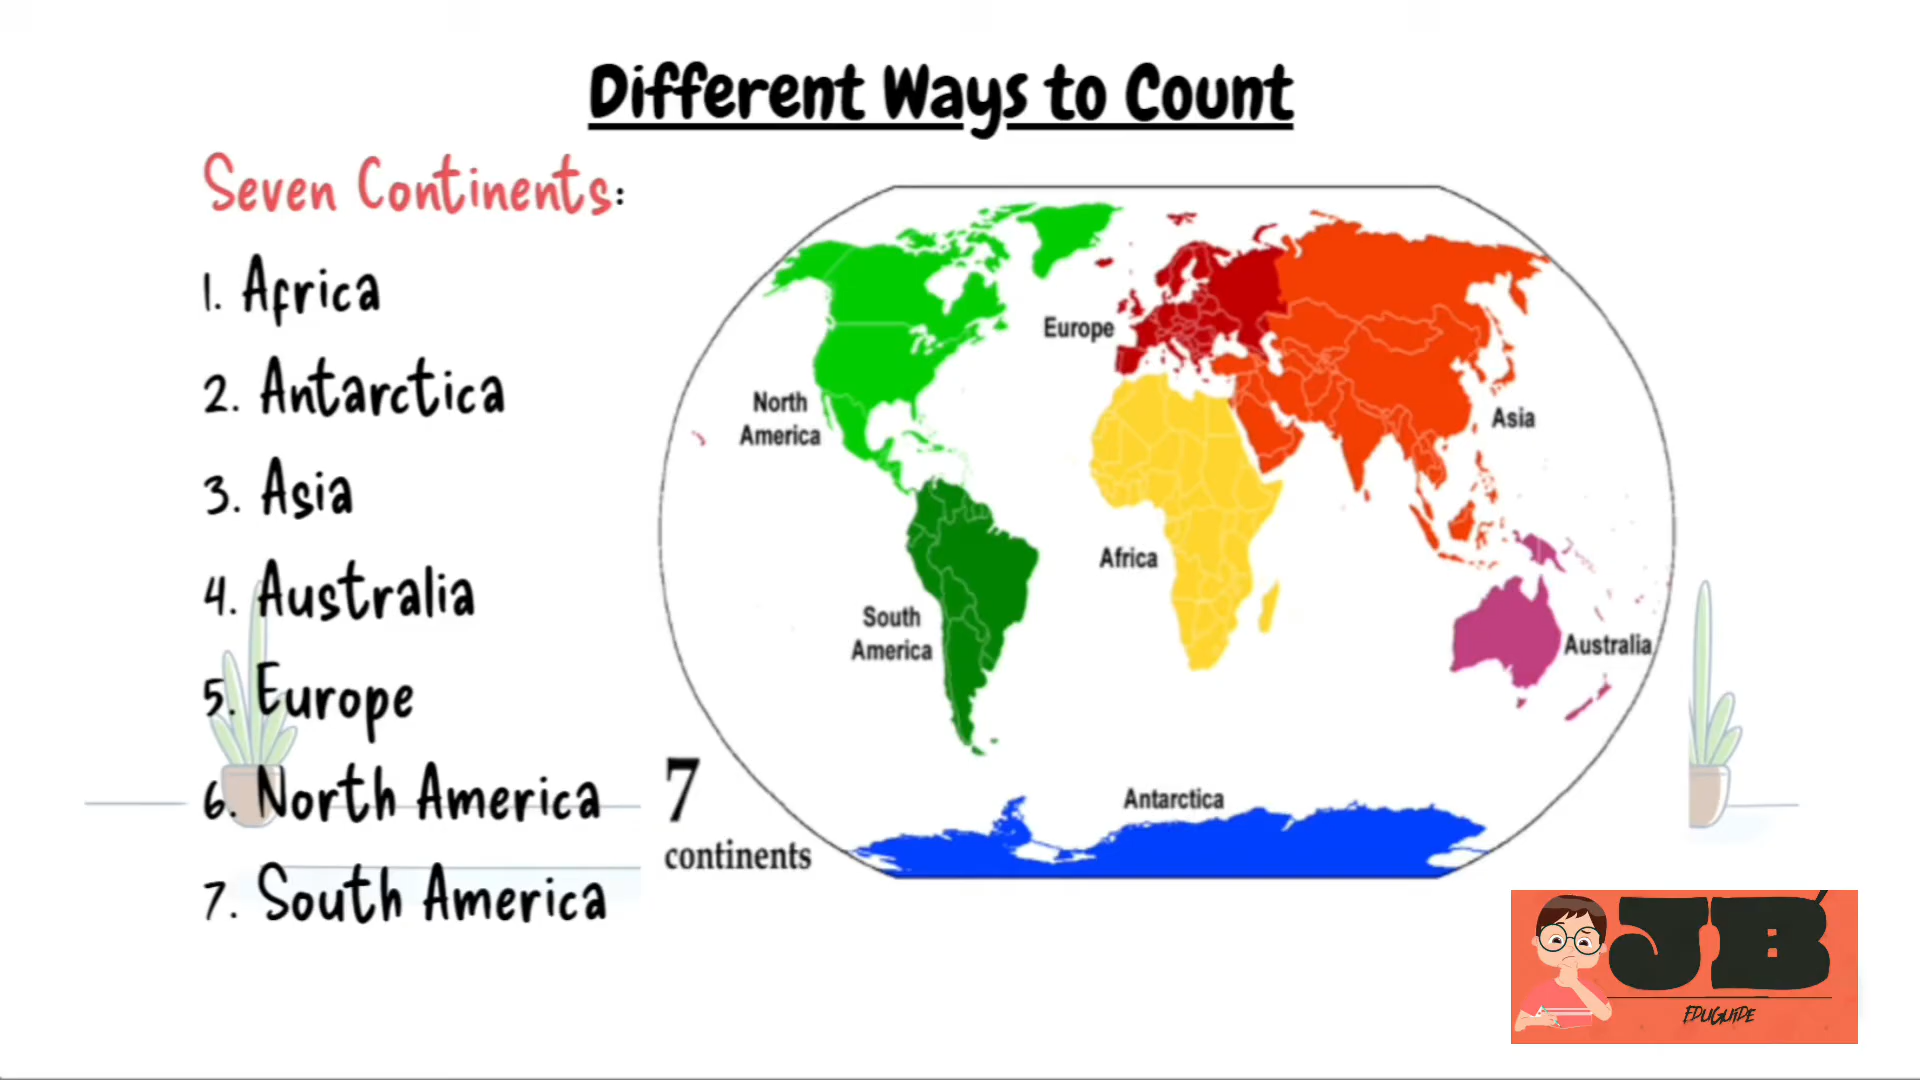 Different Ways to Count
Seven Continents:
1. Africa
2. Antarctica
3. Asia
4. Australia
5. Europe
6. North America
7. South America
North
America
Europe
Asia
Africa
South
America
Australia
Antarctica
7
continents
JB
EDUGUIDE